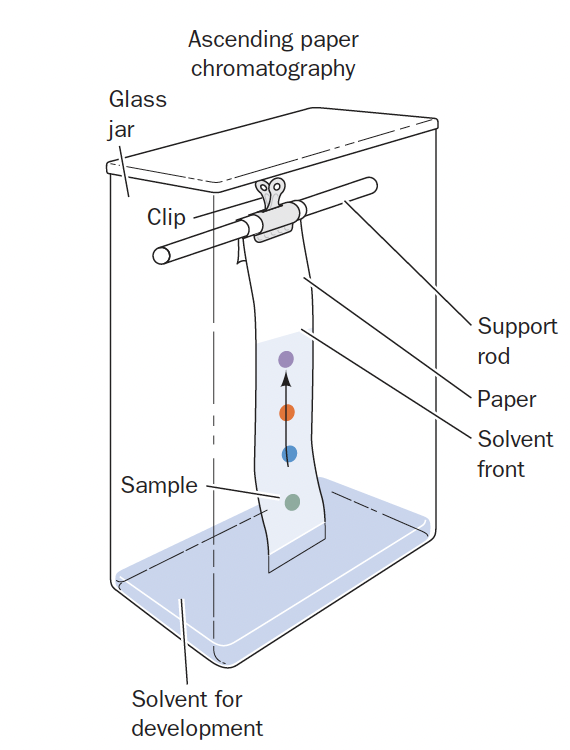 Ascending paper
chromatography
Glass
jar
Clip
Support
rod
Paper
Solvent
front
Sample
Solvent for
development